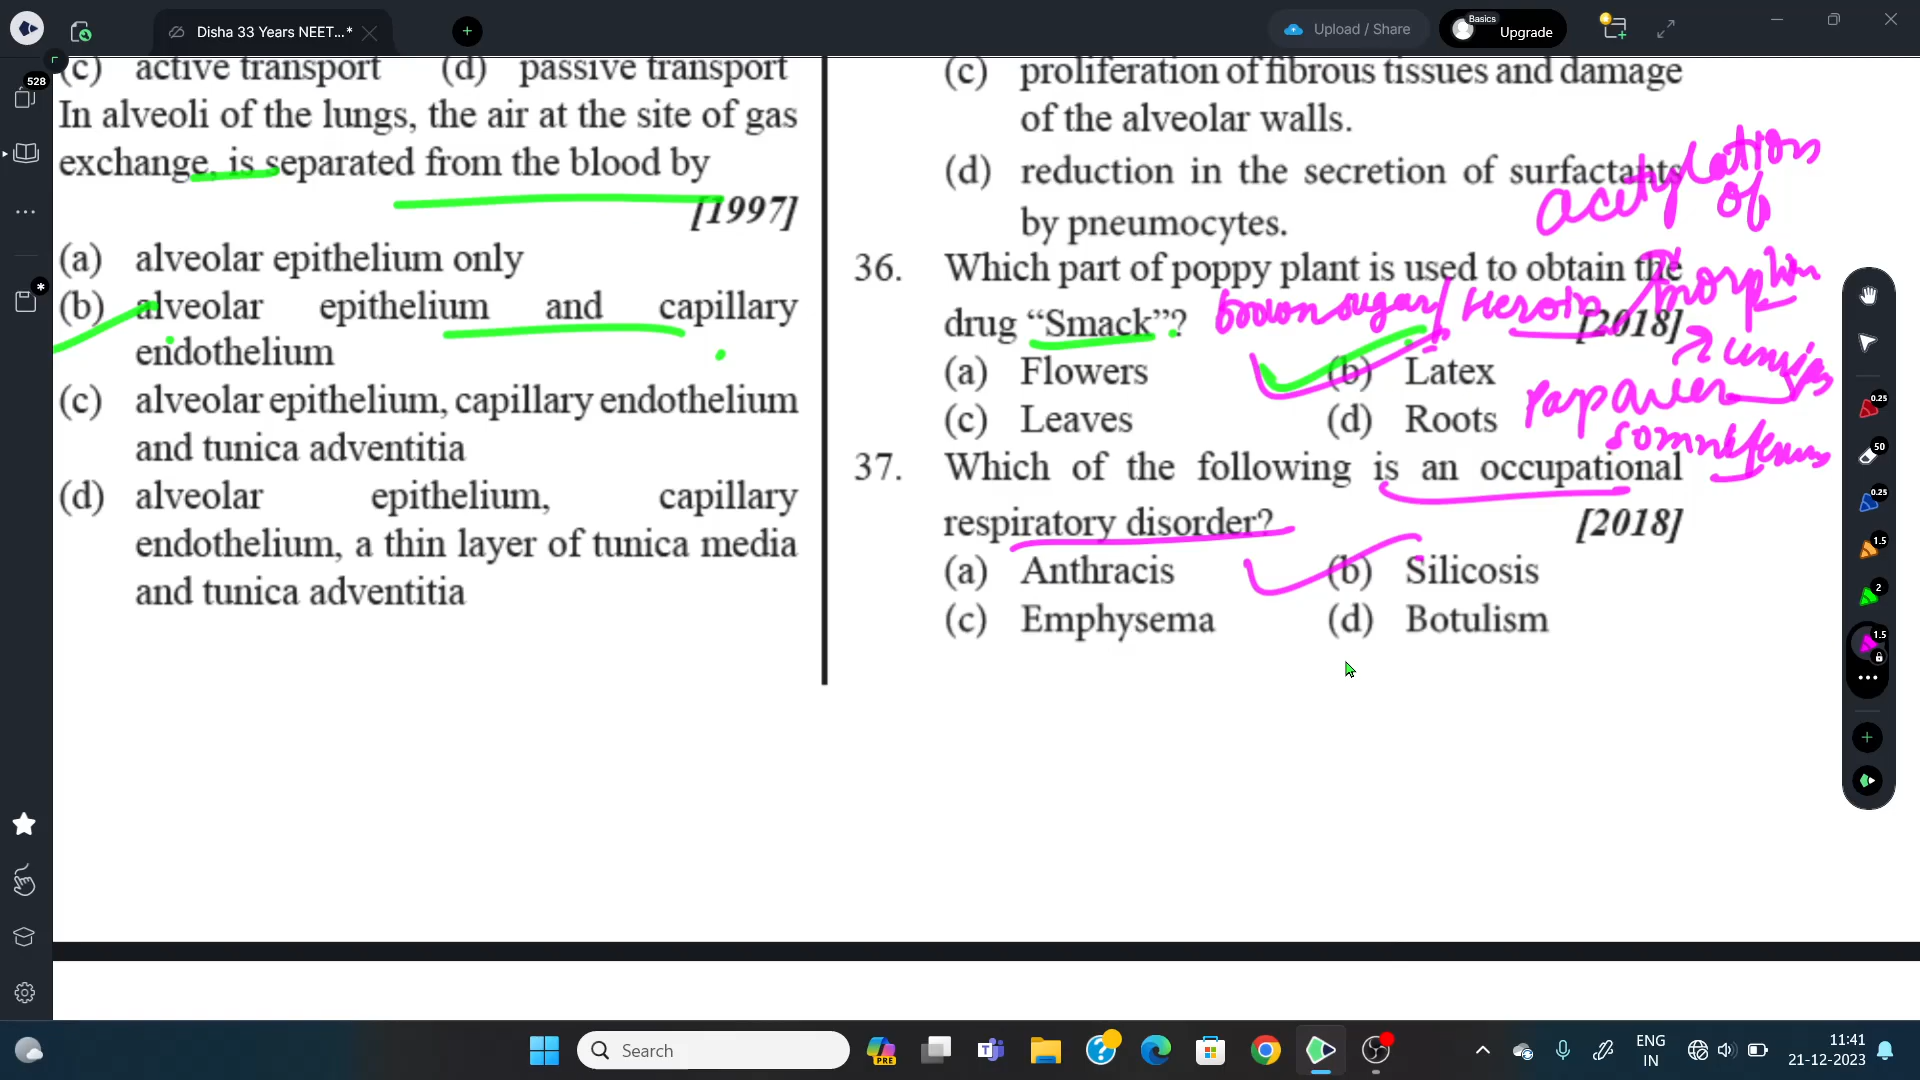 Disha 33 Years NEET...*
Upload / Share
Basics
Upgrade
528
(c) active transport (d) passive transport
In alveoli of the lungs, the air at the site of gas
exchange, is separated from the blood by
[1997]
(a) alveolar epithelium only
(b) alveolar epithelium and capillary
endothelium
(c) alveolar epithelium, capillary endothelium
and tunica adventitia
(d) alveolar epithelium, capillary
endothelium, a thin layer of tunica media
and tunica adventitia
(c) proliferation of fibrous tissues and damage
of the alveolar walls.
(d) reduction in the secretion of surfactants
by pneumocytes.
acetylation
of
36. Which part of poppy plant is used to obtain the
drug “Smack”? [2018]
brown sugar / Heroin
(a) Flowers (b) Latex
(c) Leaves (d) Roots
Papaver
37. Which of the following is an occupational
respiratory disorder? [2018]
(a) Anthracis (b) Silicosis
(c) Emphysema (d) Botulism
0.25
50
0.25
1.5
2
1.5
Search
PRE
ENG
IN
11:41
21-12-2023